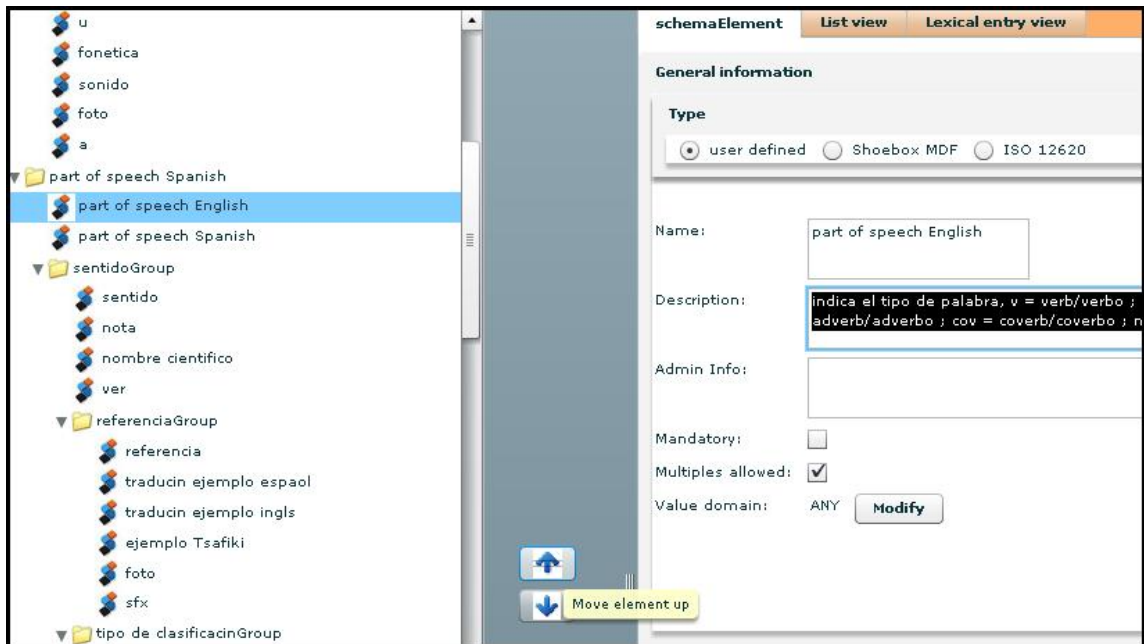 u
fonetica
sonido
foto
a
part of speech Spanish
part of speech English
part of speech Spanish
sentidoGroup
sentido
nota
nombre cientifico
ver
referenciaGroup
referencia
traducin ejemplo espaol
traducin ejemplo ingls
ejemplo Tsafiki
foto
sfx
tipo de clasificacinGroup
Move element up
schemaElement List view Lexical entry view
General information
Type
user defined Shoebox MDF ISO 12620
Name: part of speech English
Description: indica el tipo de palabra, v = verb/verbo ;
adverb/adverbo ; cov = coverb/coverbo ; n
Admin Info:
Mandatory:
Multiples allowed:
Value domain: ANY Modify